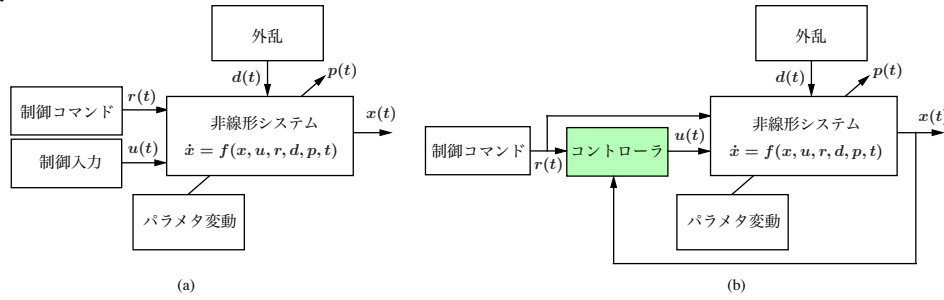 外乱
d(t)
p(t)
制御コマンド
r(t)
非線形システム
ẋ = f(x, u, r, d, p, t)
x(t)
制御入力
u(t)
パラメタ変動
(a)
外乱
d(t)
p(t)
制御コマンド
r(t)
コントローラ
u(t)
非線形システム
ẋ = f(x, u, r, d, p, t)
x(t)
パラメタ変動
(b)